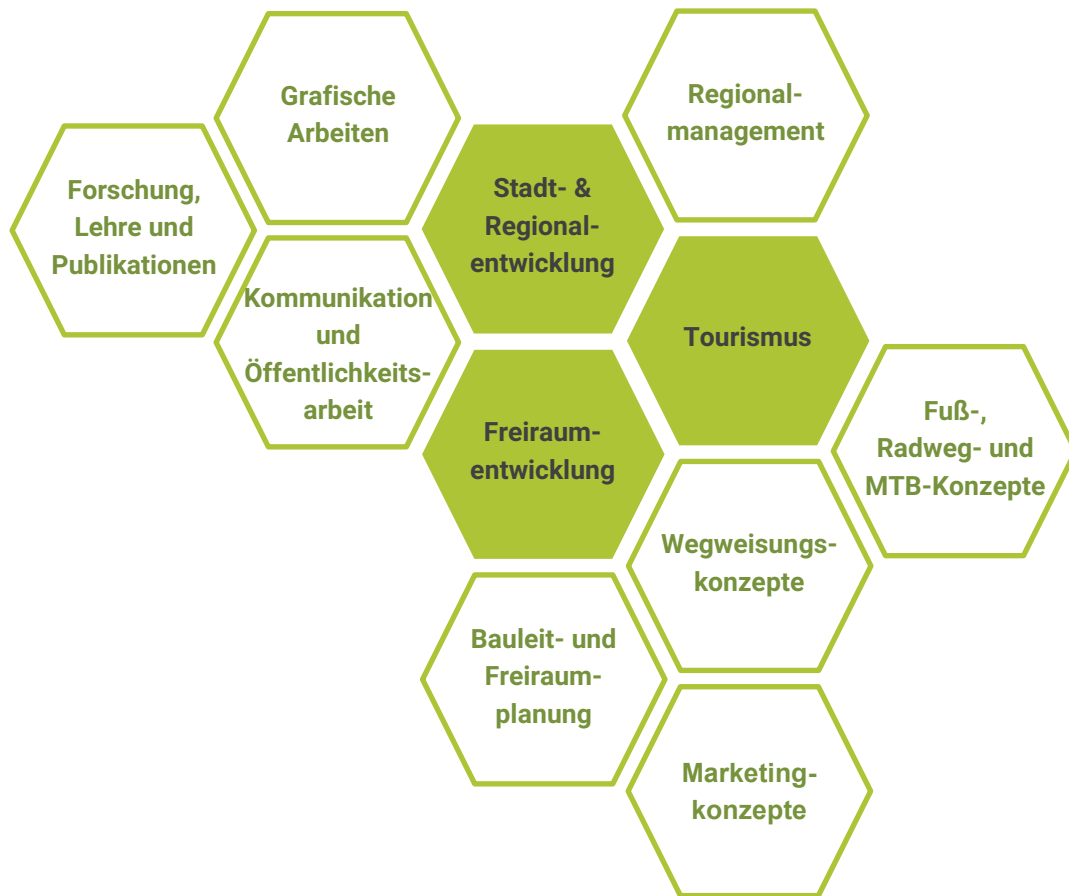 Grafische
Arbeiten
Regional-
management
Forschung,
Lehre und
Publikationen
Stadt- &
Regional-
entwicklung
Kommunikation
und
Öffentlichkeits-
arbeit
Tourismus
Freiraum-
entwicklung
Fuß-,
Radweg- und
MTB-Konzepte
Wegweisungs-
konzepte
Bauleit- und
Freiraum-
planung
Marketing-
konzepte